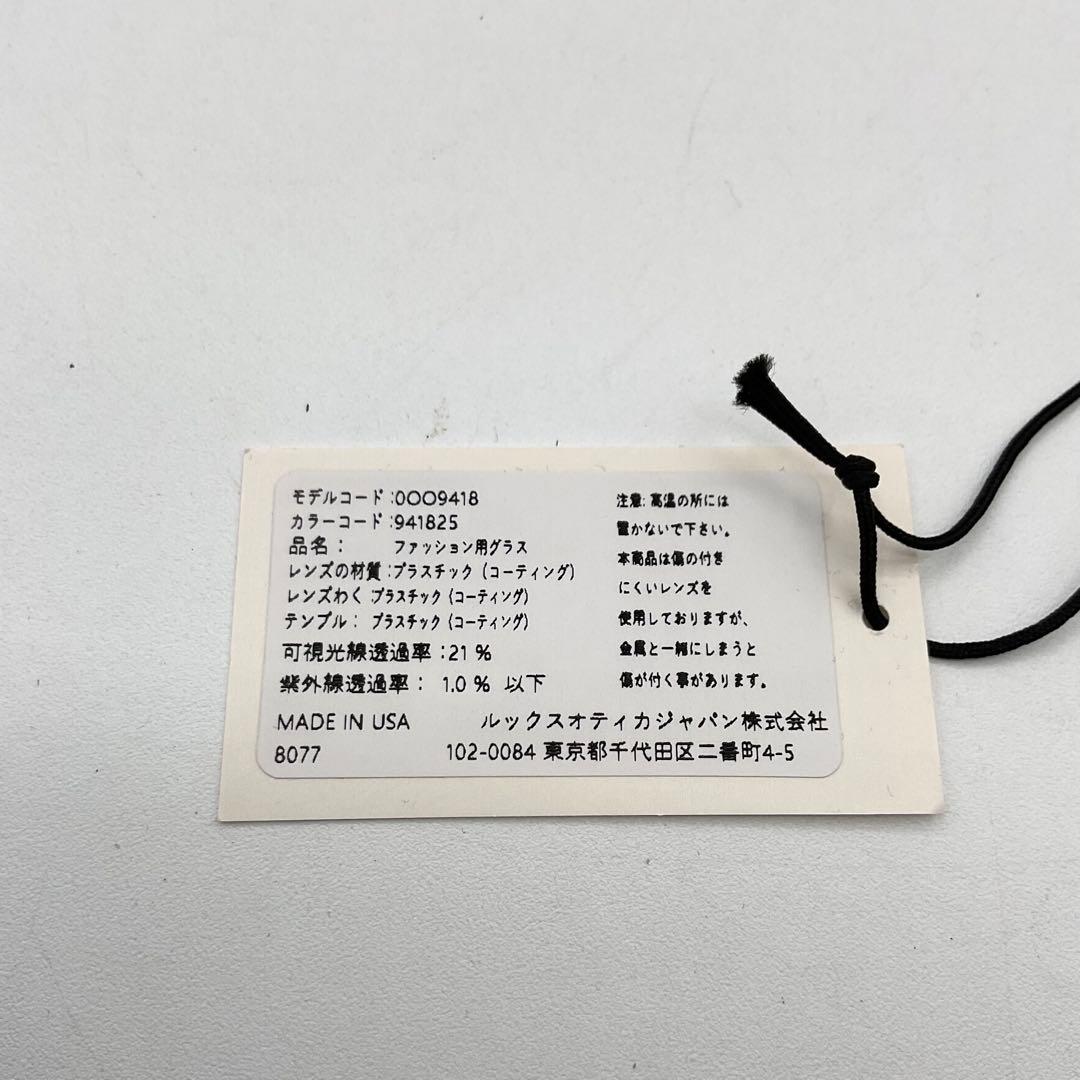 モデルコード:0OO9418
カラーコード:941825
品名: ファッション用グラス
レンズの材質:プラスチック (コーティング)
レンズわく:プラスチック (コーティング)
テンプル: プラスチック (コーティング)
可視光線透過率:21 %
紫外線透過率: 1.0 % 以下
注意: 高温の所には
置かないで下さい。
本商品は傷の付き
にくいレンズを
使用しておりますが、
金属と一緒にしまうと
傷が付く事があります。
MADE IN USA ルックスオティカジャパン株式会社
8077 102-0084 東京都千代田区二番町4-5